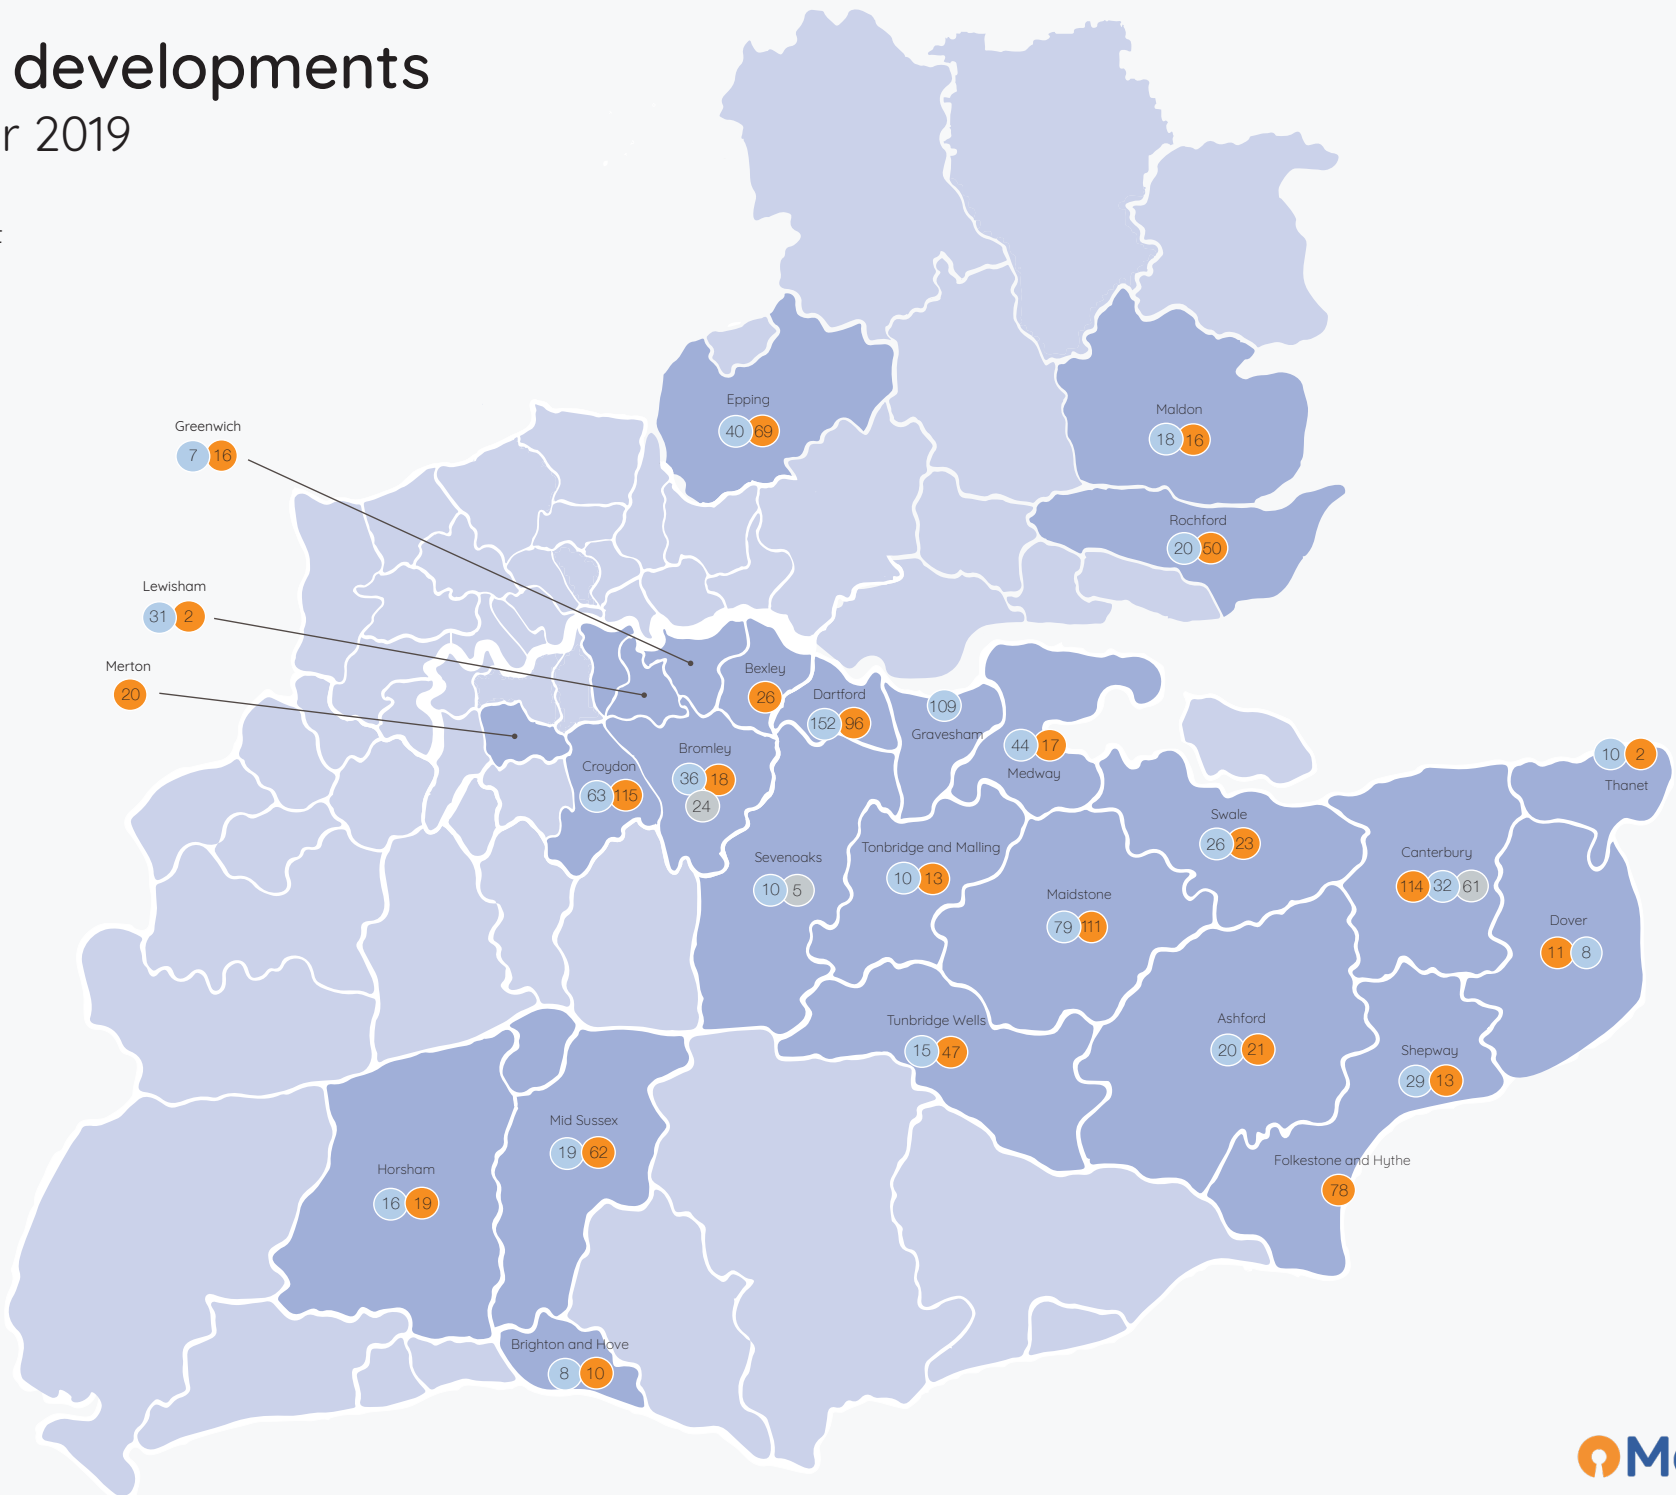 developments
r 2019
Epping
40 69
Maldon
18 16
Greenwich
7 16
Rochford
20 50
Lewisham
31 2
Merton
20
Bexley
26
Dartford
152 96
109
Gravesham
44 17
Medway
10 2
Thanet
Bromley
36 18
24
Croydon
63 115
Swale
26 23
Sevenoaks
10 5
Tonbridge and Malling
10 13
Canterbury
114 32 61
Maidstone
79 111
Dover
11 8
Tunbridge Wells
15 47
Ashford
20 21
Shepway
29 13
Mid Sussex
19 62
Horsham
16 19
Folkestone and Hythe
78
Brighton and Hove
8 10